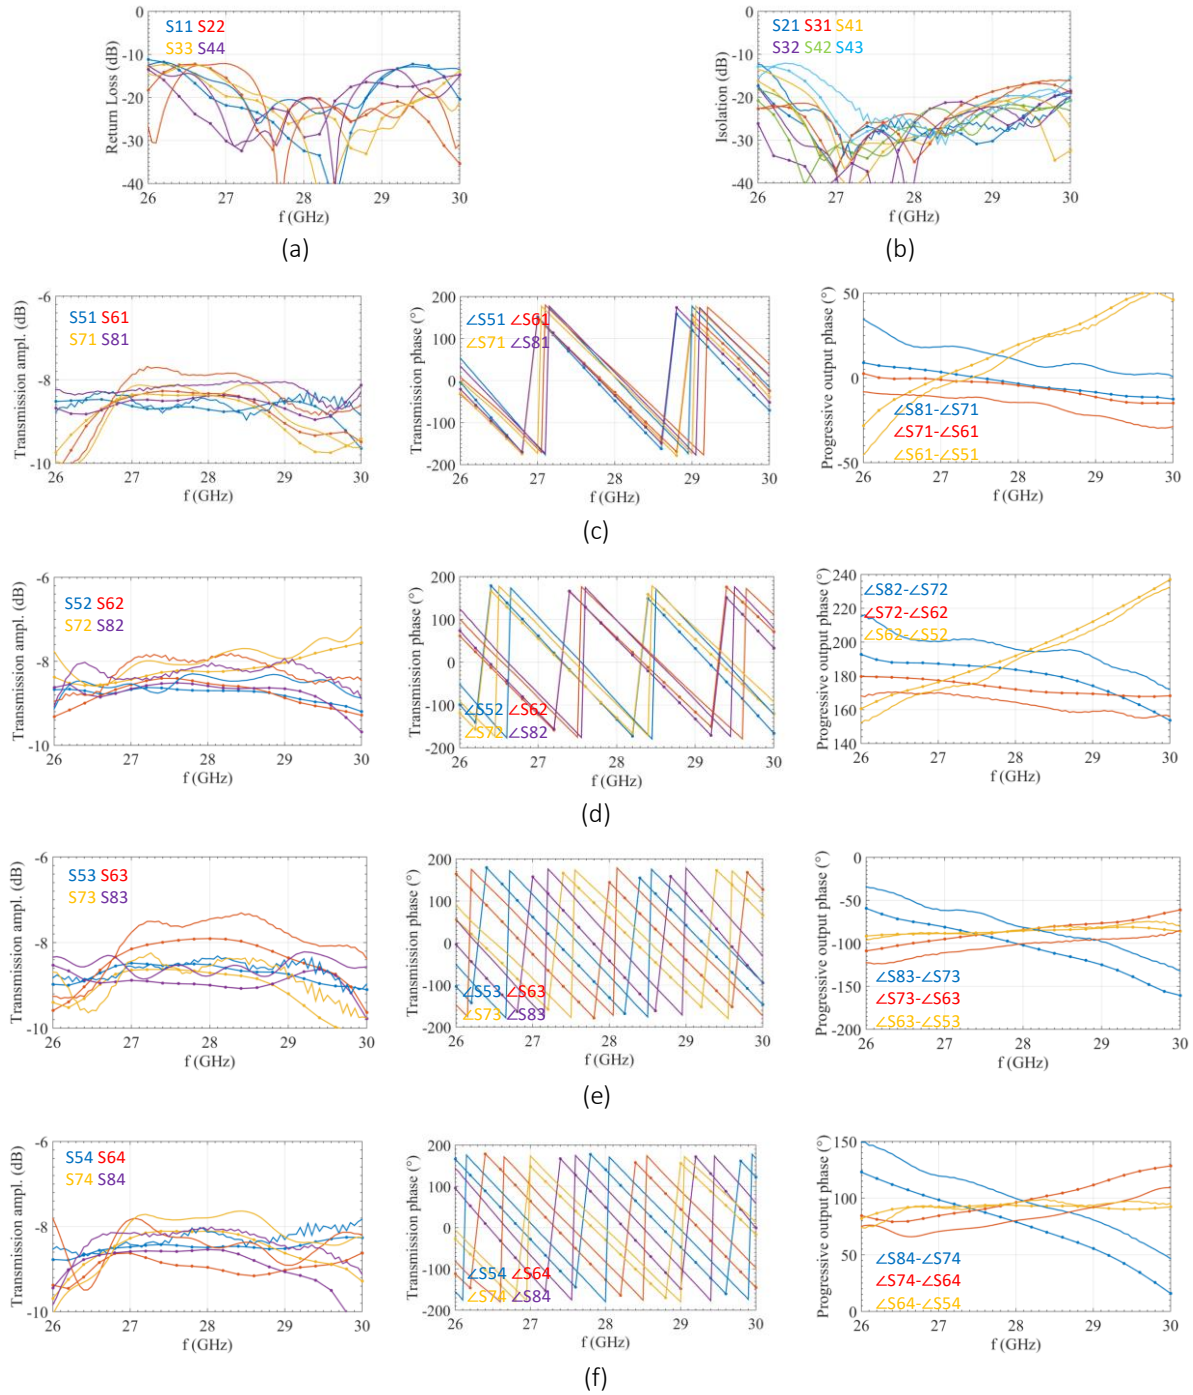 0
-10
-20
-30
-40
Return Loss (dB)
S11 S22
S33 S44
26 27 28 29 30
f (GHz)
(a)
0
-10
-20
-30
-40
Isolation (dB)
S21 S31 S41
S32 S42 S43
26 27 28 29 30
f (GHz)
(b)
-6
-8
-10
Transmission ampl. (dB)
S51 S61
S71 S81
26 27 28 29 30
f (GHz)
200
100
0
-100
-200
Transmission phase (°)
∠S51 ∠S61
∠S71 ∠S81
26 27 28 29 30
f (GHz)
50
0
-50
Progressive output phase (°)
∠S81-∠S71
∠S71-∠S61
∠S61-∠S51
26 27 28 29 30
f (GHz)
(c)
-6
-8
-10
Transmission ampl. (dB)
S52 S62
S72 S82
26 27 28 29 30
f (GHz)
200
100
0
-100
-200
Transmission phase (°)
∠S52 ∠S62
∠S72 ∠S82
26 27 28 29 30
f (GHz)
240
220
200
180
160
140
Progressive output phase (°)
∠S82-∠S72
∠S72-∠S62
∠S62-∠S52
26 27 28 29 30
f (GHz)
(d)
-6
-8
-10
Transmission ampl. (dB)
S53 S63
S73 S83
26 27 28 29 30
f (GHz)
200
100
0
-100
-200
Transmission phase (°)
∠S53 ∠S63
∠S73 ∠S83
26 27 28 29 30
f (GHz)
0
-50
-100
-150
-200
Progressive output phase (°)
∠S83-∠S73
∠S73-∠S63
∠S63-∠S53
26 27 28 29 30
f (GHz)
(e)
-6
-8
-10
Transmission ampl. (dB)
S54 S64
S74 S84
26 27 28 29 30
f (GHz)
200
100
0
-100
-200
Transmission phase (°)
∠S54 ∠S64
∠S74 ∠S84
26 27 28 29 30
f (GHz)
150
100
50
0
Progressive output phase (°)
∠S84-∠S74
∠S74-∠S64
∠S64-∠S54
26 27 28 29 30
f (GHz)
(f)